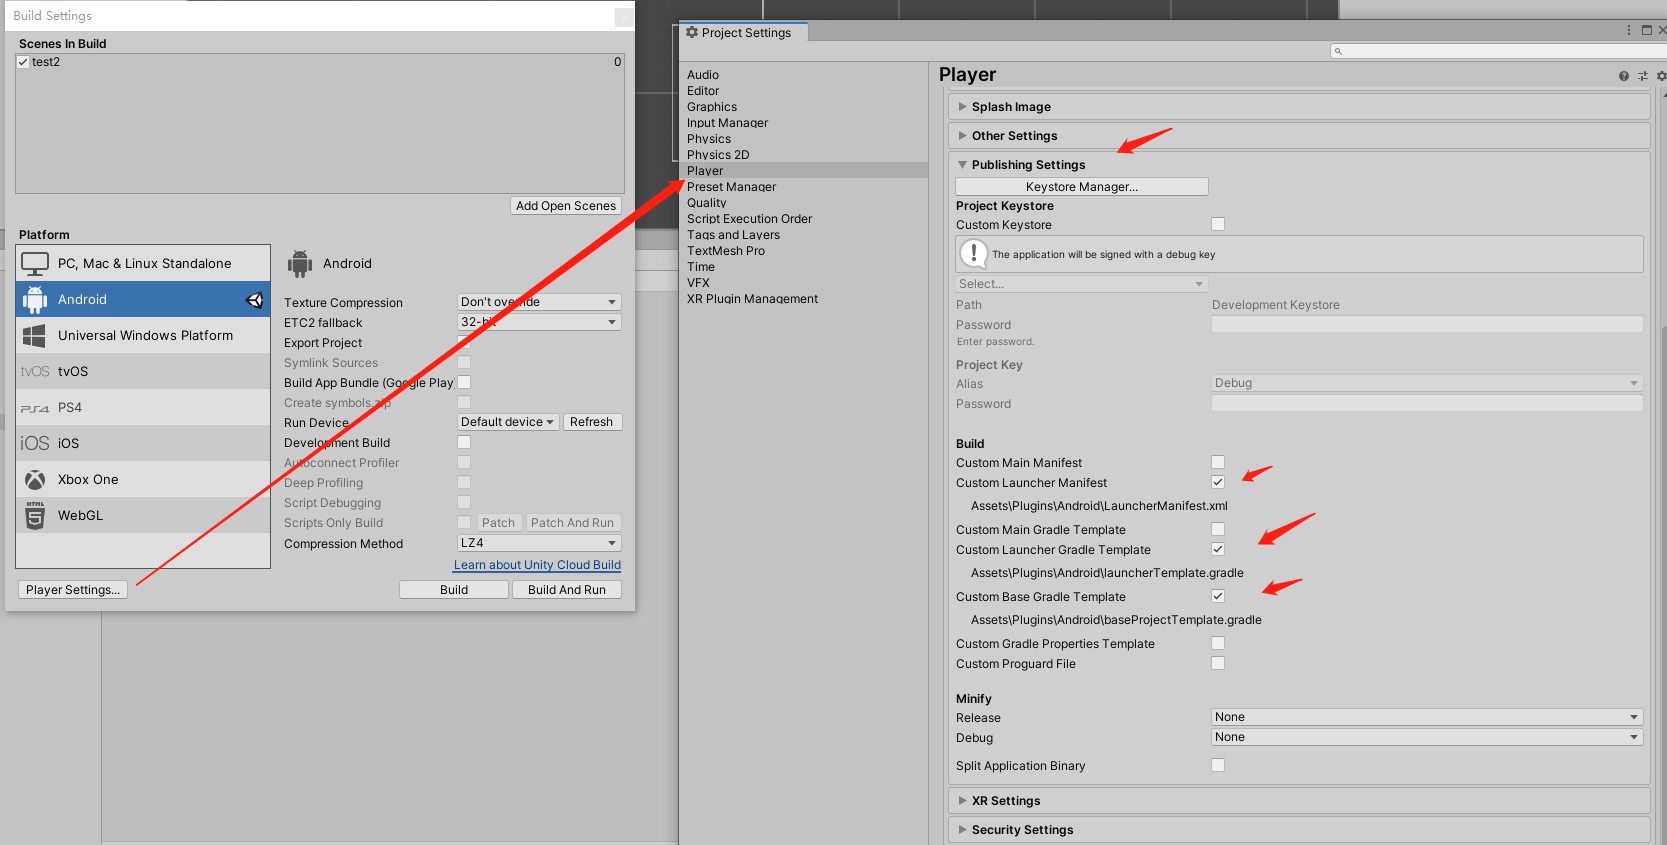 Build Settings
Scenes In Build
test2
0
Add Open Scenes
Platform
PC, Mac & Linux Standalone
Android
Universal Windows Platform
tvOS tvOS
PS4 PS4
iOS iOS
Xbox One
HTML
WebGL
Android
Texture Compression
Don't override
ETC2 fallback
32-bit
Export Project
Symlink Sources
Build App Bundle (Google Play)
Create symbols.zip
Run Device
Default device
Refresh
Development Build
Autoconnect Profiler
Deep Profiling
Script Debugging
Scripts Only Build
Patch
Patch And Run
Compression Method
LZ4
Learn about Unity Cloud Build
Player Settings...
Build
Build And Run
Project Settings
Audio
Editor
Graphics
Input Manager
Physics
Physics 2D
Player
Preset Manager
Quality
Script Execution Order
Tags and Layers
TextMesh Pro
Time
VFX
XR Plugin Management
Player
Splash Image
Other Settings
Publishing Settings
Keystore Manager...
Project Keystore
Custom Keystore
The application will be signed with a debug key
Select...
Path
Development Keystore
Password
Enter password.
Project Key
Alias
Debug
Password
Build
Custom Main Manifest
Custom Launcher Manifest
Assets\Plugins\Android\LauncherManifest.xml
Custom Main Gradle Template
Custom Launcher Gradle Template
Assets\Plugins\Android\launcherTemplate.gradle
Custom Base Gradle Template
Assets\Plugins\Android\baseProjectTemplate.gradle
Custom Gradle Properties Template
Custom Proguard File
Minify
Release
None
Debug
None
Split Application Binary
XR Settings
Security Settings